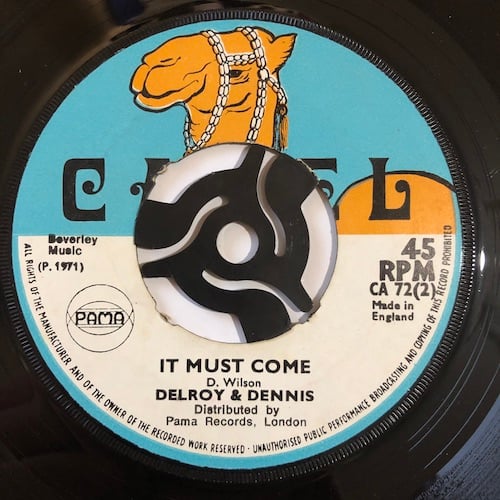 C  EL
Beverley
Music
(P. 1971)
45
RPM
CA 72(2)
Made in
England
PAMA
IT MUST COME
D. Wilson
DELROY & DENNIS
Distributed by
Pama Records, London
ALL RIGHTS OF THE MANUFACTURER AND OF THE OWNER OF THE RECORDED WORK RESERVED · UNAUTHORISED PUBLIC PERFORMANCE BROADCASTING AND COPYING OF THIS RECORD PROHIBITED